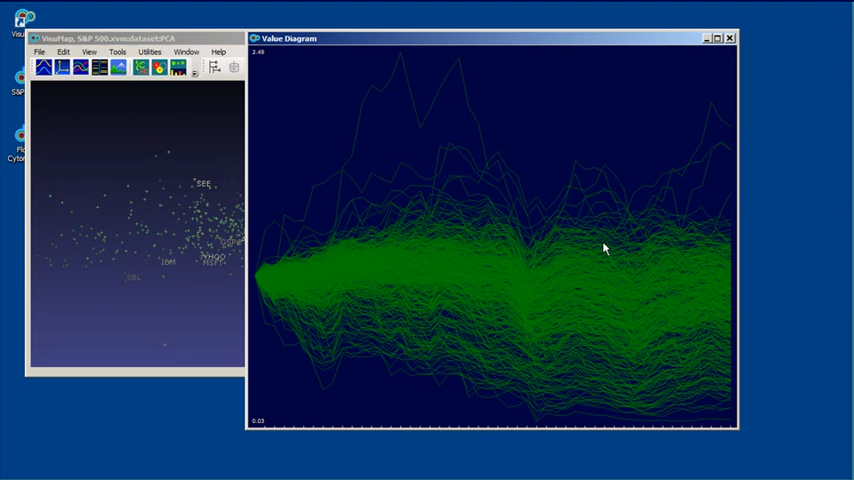 VisuMap, S&P 500.xvm:dataset:PCA
File Edit View Tools Utilities Window Help
Value Diagram
2.49
0.03
SEE
YHOO
IBM
MSFT
SBL